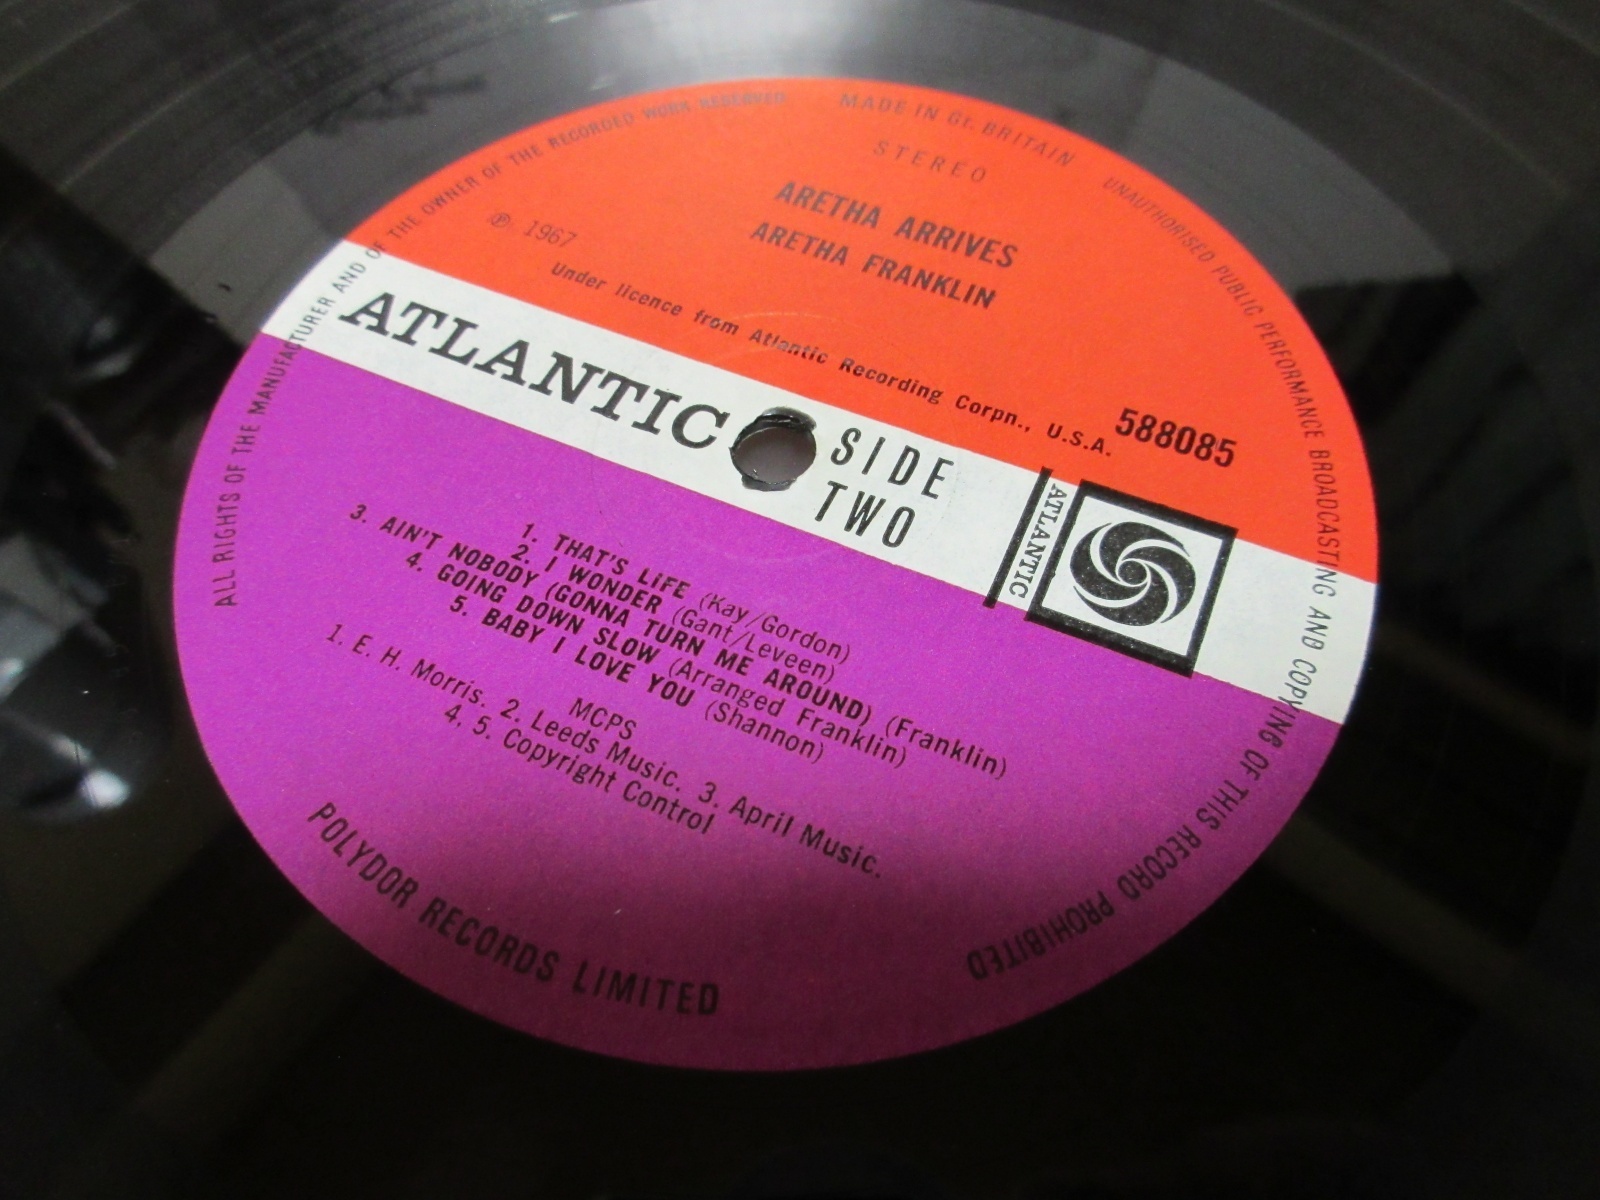 ALL RIGHTS OF THE MANUFACTURER AND OF THE OWNER OF THE RECORDED WORK RESERVED
MADE IN Gt. BRITAIN
UNAUTHORISED PUBLIC PERFORMANCE BROADCASTING AND COPYING OF THIS RECORD PROHIBITED
STEREO
ARETHA ARRIVES
ARETHA FRANKLIN
℗ 1967
Under licence from Atlantic Recording Corpn., U.S.A.
588085
ATLANTIC
SIDE
TWO
ATLANTIC
1. THAT'S LIFE (Kay/Gordon)
2. I WONDER (Gant/Leveen)
3. AIN'T NOBODY (GONNA TURN ME AROUND) (Franklin)
4. GOING DOWN SLOW (Arranged Franklin)
5. BABY I LOVE YOU (Shannon)
MCPS
1. E. H. Morris. 2. Leeds Music. 3. April Music.
4, 5. Copyright Control
POLYDOR RECORDS LIMITED